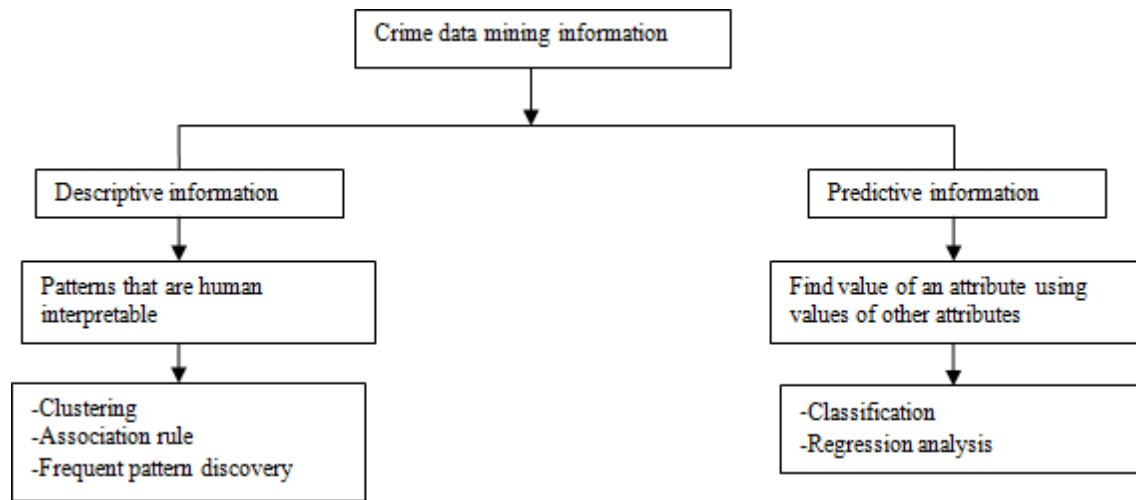 Crime data mining information
Descriptive information
Predictive information
Patterns that are human
interpretable
Find value of an attribute using
values of other attributes
-Clustering
-Association rule
-Frequent pattern discovery
-Classification
-Regression analysis